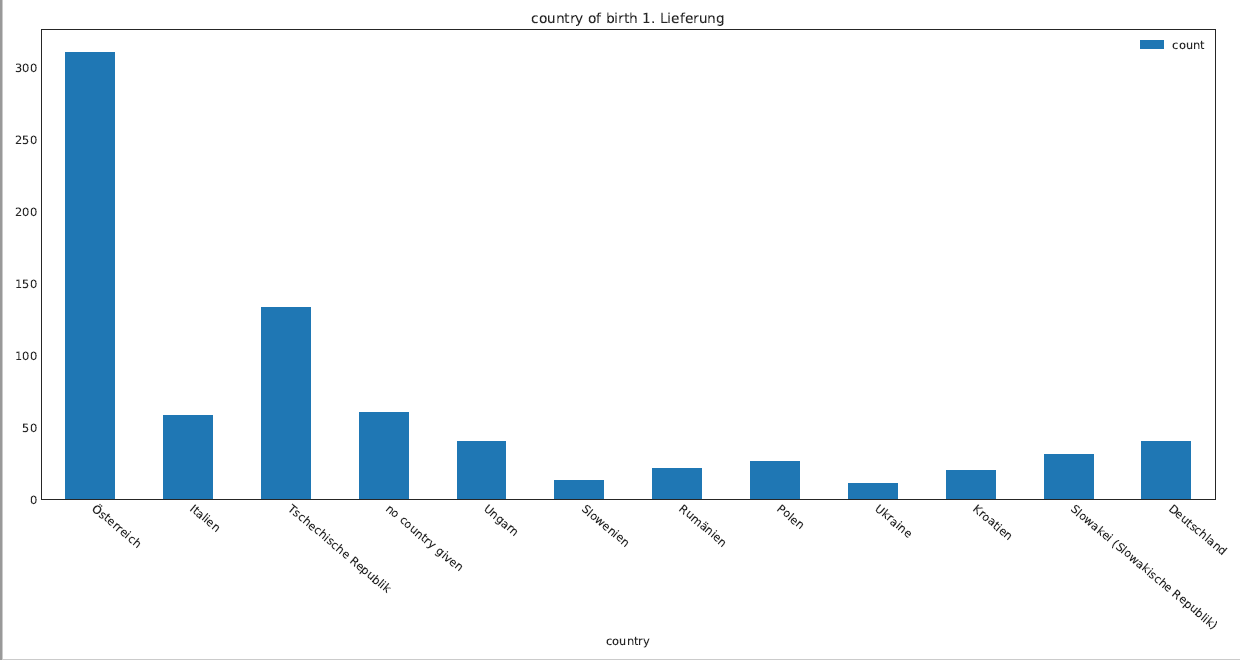 country of birth 1. Lieferung
count
300
250
200
150
100
50
0
Österreich
Italien
Tschechische Republik
no country given
Ungarn
Slowenien
Rumänien
Polen
Ukraine
Kroatien
Slowakei (Slowakische Republik)
Deutschland
country